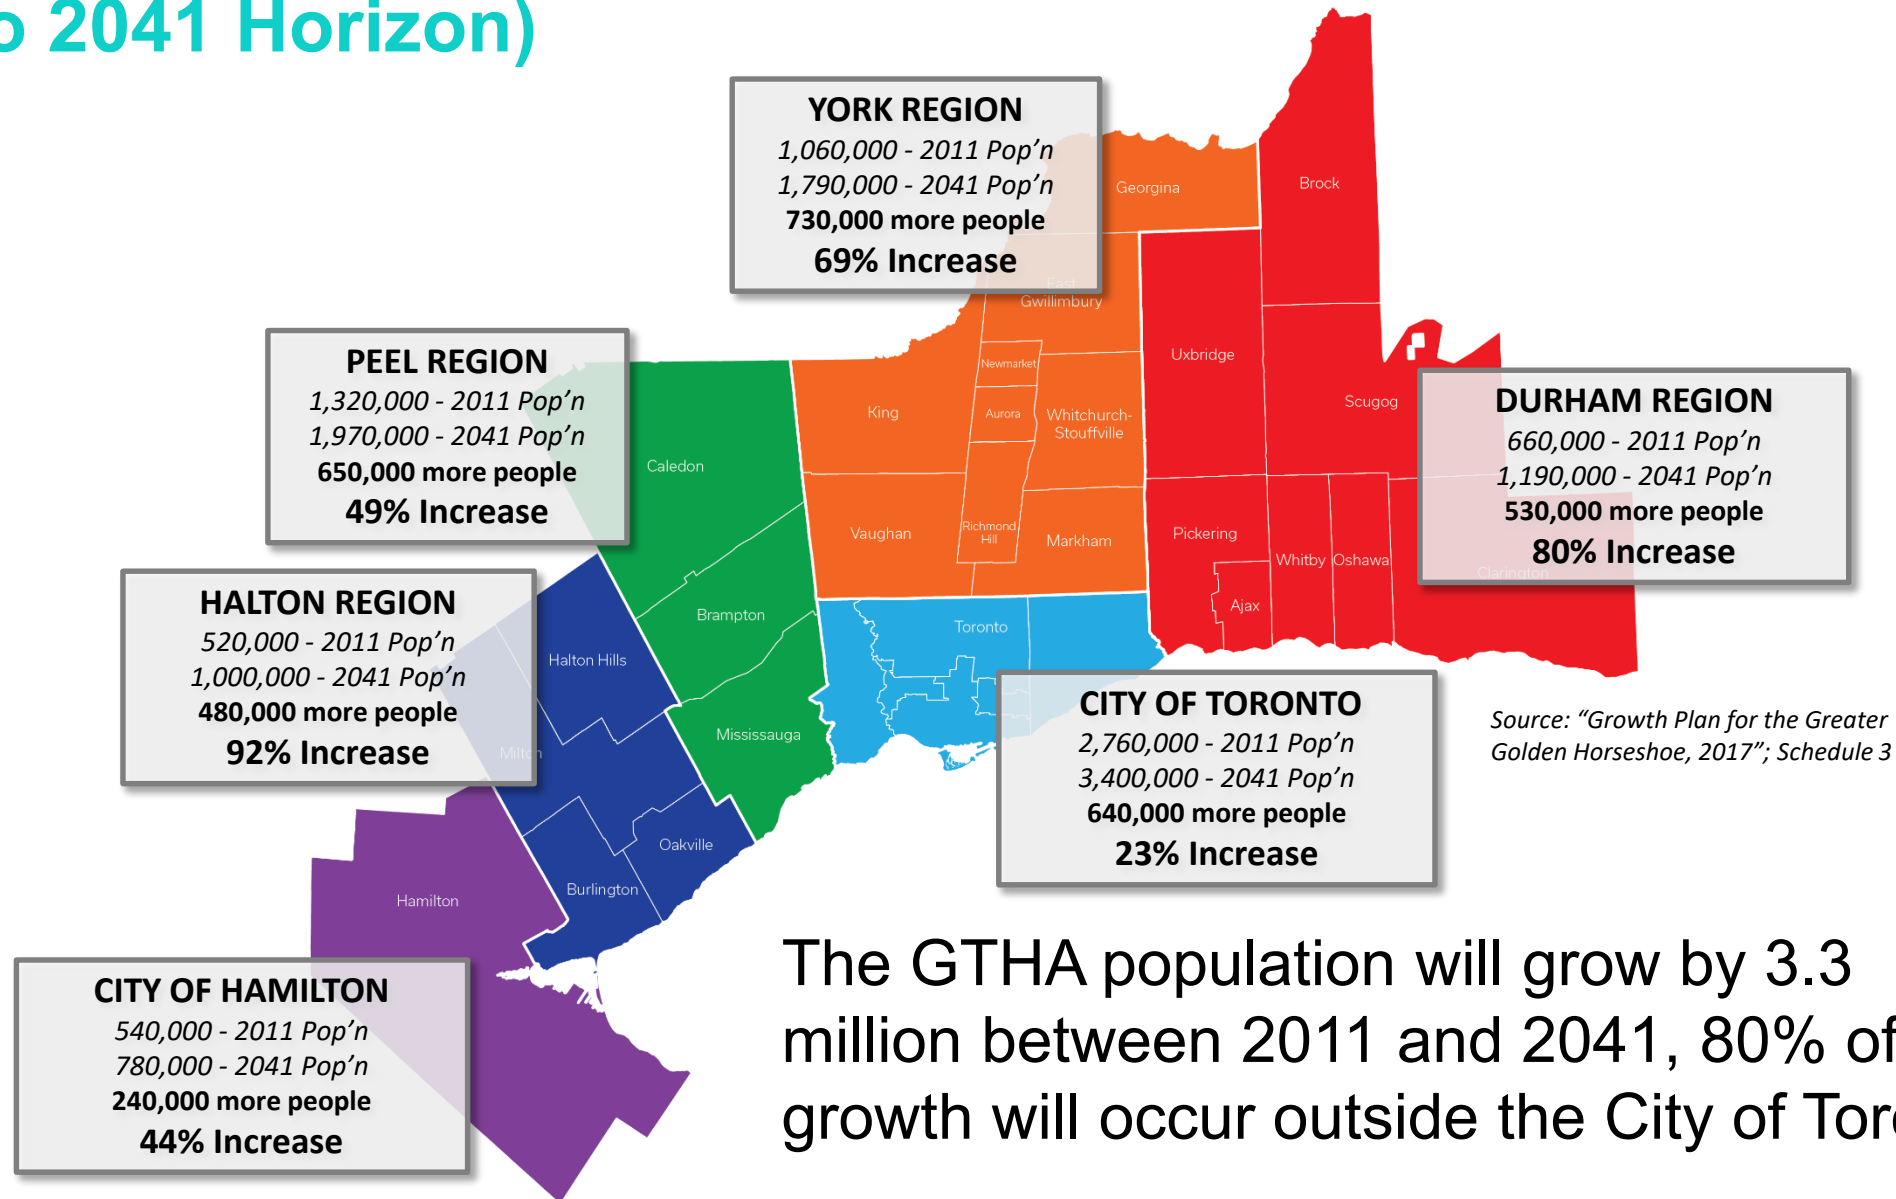 o 2041 Horizon)
YORK REGION
1,060,000 - 2011 Pop’n
1,790,000 - 2041 Pop’n
730,000 more people
69% Increase
Georgina
Brock
East
Gwillimbury
Uxbridge
Newmarket
King
Aurora
Whitchurch-
Stouffville
Scugog
Vaughan
Richmond
Hill
Markham
Pickering
Whitby
Oshawa
Ajax
Clarington
PEEL REGION
1,320,000 - 2011 Pop’n
1,970,000 - 2041 Pop’n
650,000 more people
49% Increase
Caledon
Brampton
Mississauga
DURHAM REGION
660,000 - 2011 Pop’n
1,190,000 - 2041 Pop’n
530,000 more people
80% Increase
HALTON REGION
520,000 - 2011 Pop’n
1,000,000 - 2041 Pop’n
480,000 more people
92% Increase
Halton Hills
Milton
Oakville
Burlington
Toronto
CITY OF TORONTO
2,760,000 - 2011 Pop’n
3,400,000 - 2041 Pop’n
640,000 more people
23% Increase
Source: “Growth Plan for the Greater
Golden Horseshoe, 2017”; Schedule 3
Hamilton
CITY OF HAMILTON
540,000 - 2011 Pop’n
780,000 - 2041 Pop’n
240,000 more people
44% Increase
The GTHA population will grow by 3.3
million between 2011 and 2041, 80% of
growth will occur outside the City of Toro